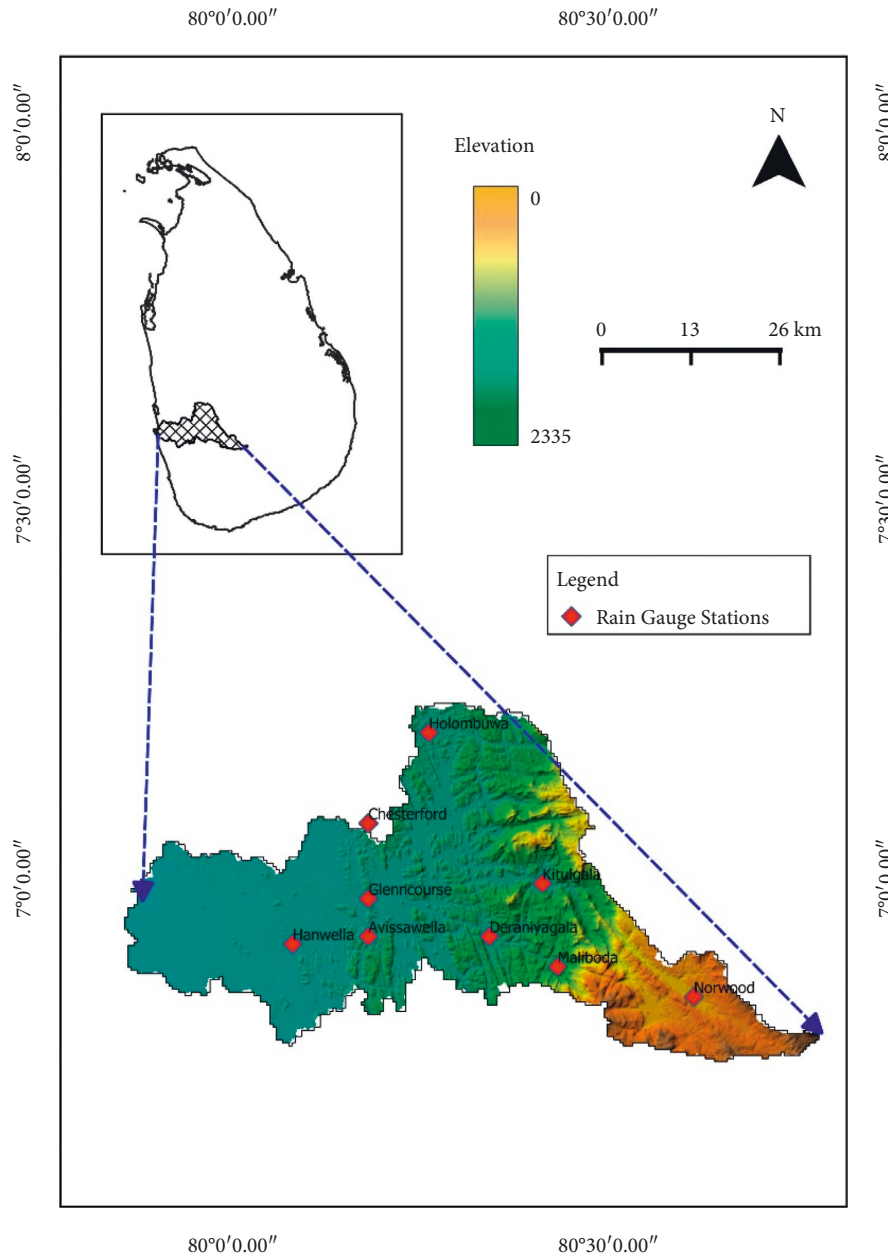 80°0′0.00″ 80°30′0.00″
8°0′0.00″
8°0′0.00″
N
Elevation
0
2335
0 13 26 km
7°30′0.00″
7°30′0.00″
Legend
Rain Gauge Stations
Holombuwa
Chesterford
Kitulgala
Glenncourse
Hanwella
Avissawella
Deraniyagala
Maliboda
Norwood
7°0′0.00″
7°0′0.00″
80°0′0.00″ 80°30′0.00″